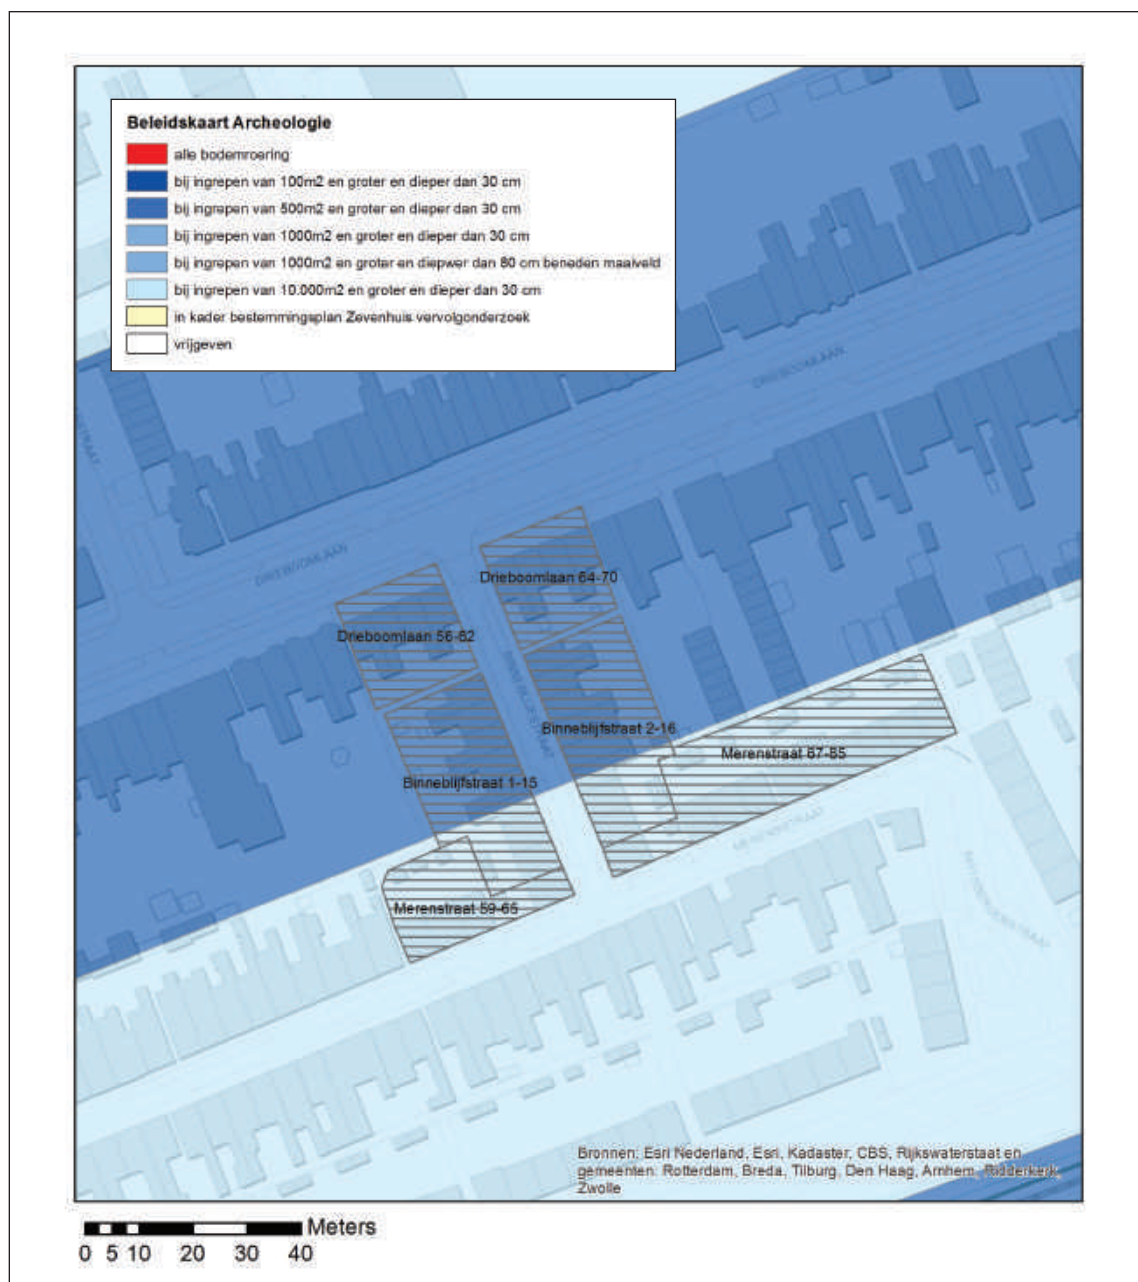 Beleidskaart Archeologie
alle bodemroering
bij ingrepen van 100m2 en groter en dieper dan 30 cm
bij ingrepen van 500m2 en groter en dieper dan 30 cm
bij ingrepen van 1000m2 en groter en dieper dan 30 cm
bij ingrepen van 1000m2 en groter en diepwer dan 80 cm beneden maaiveld
bij ingrepen van 10.000m2 en groter en dieper dan 30 cm
in kader bestemmingsplan Zevenhuis vervolgonderzoek
vrijgeven
DRIEBOOMLAAN
DRIEBOOMLAAN
Drieboomlaan 64-70
Drieboomlaan 56-62
Binneblijfstraat 2-16
Merenstraat 67-85
Binneblijfstraat 1-15
MERENSTRAAT
Merenstraat 59-65
Bronnen: Esri Nederland, Esri, Kadaster, CBS, Rijkswaterstaat en
gemeenten: Rotterdam, Breda, Tilburg, Den Haag, Arnhem, Ridderkerk,
Zwolle
Meters
0 5 10 20 30 40